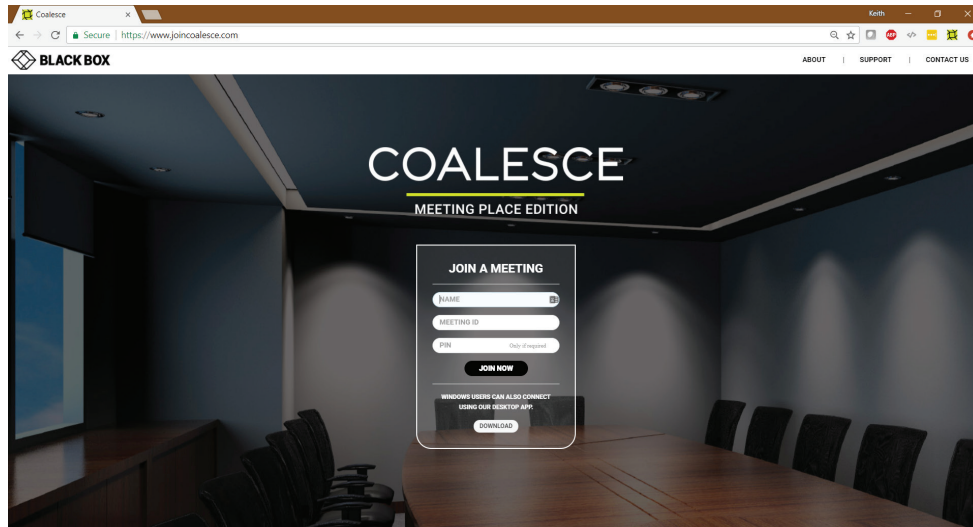 Coalesce
Keith
Secure | https://www.joincoalesce.com
ABP
BLACK BOX
ABOUT | SUPPORT | CONTACT US
COALESCE
MEETING PLACE EDITION
JOIN A MEETING
NAME
MEETING ID
PIN Only if required
JOIN NOW
WINDOWS USERS CAN ALSO CONNECT
USING OUR DESKTOP APP.
DOWNLOAD